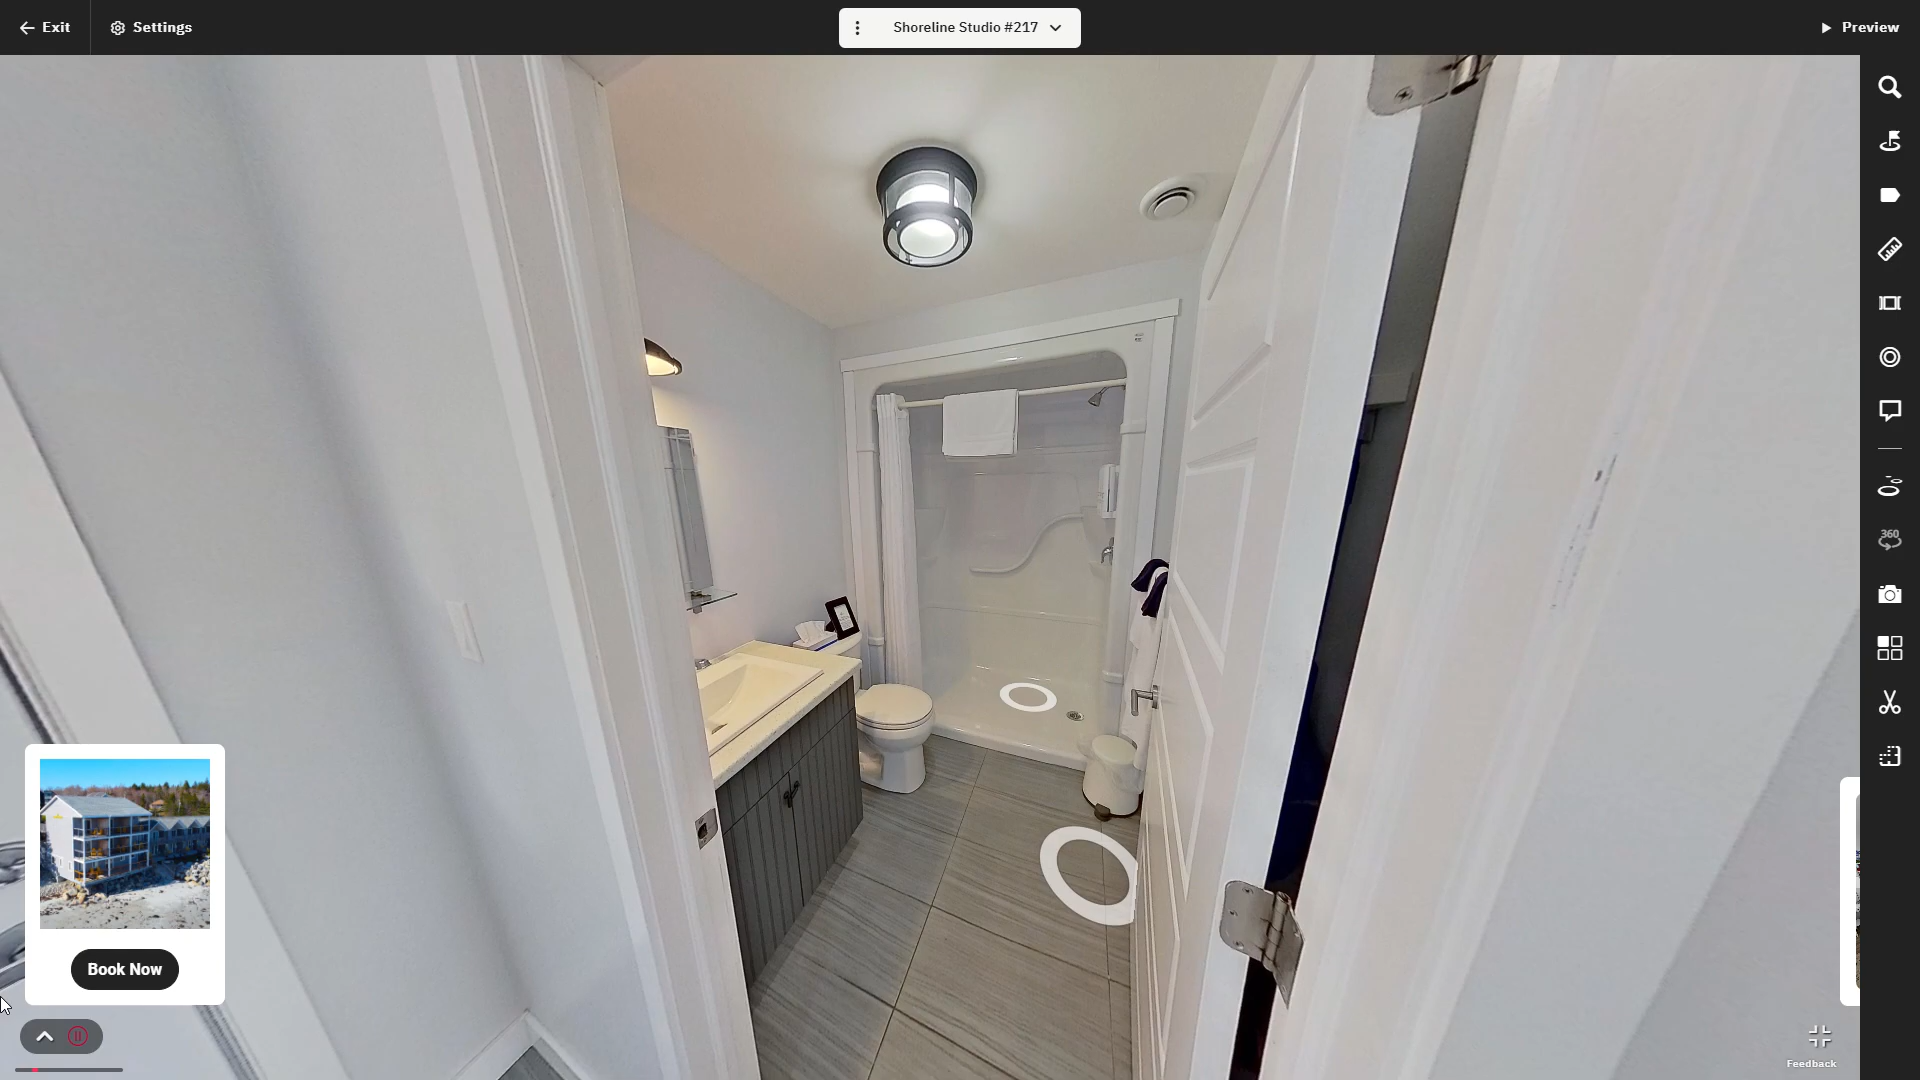 Exit
Settings
Shoreline Studio #217
Preview
360
Book Now
Feedback